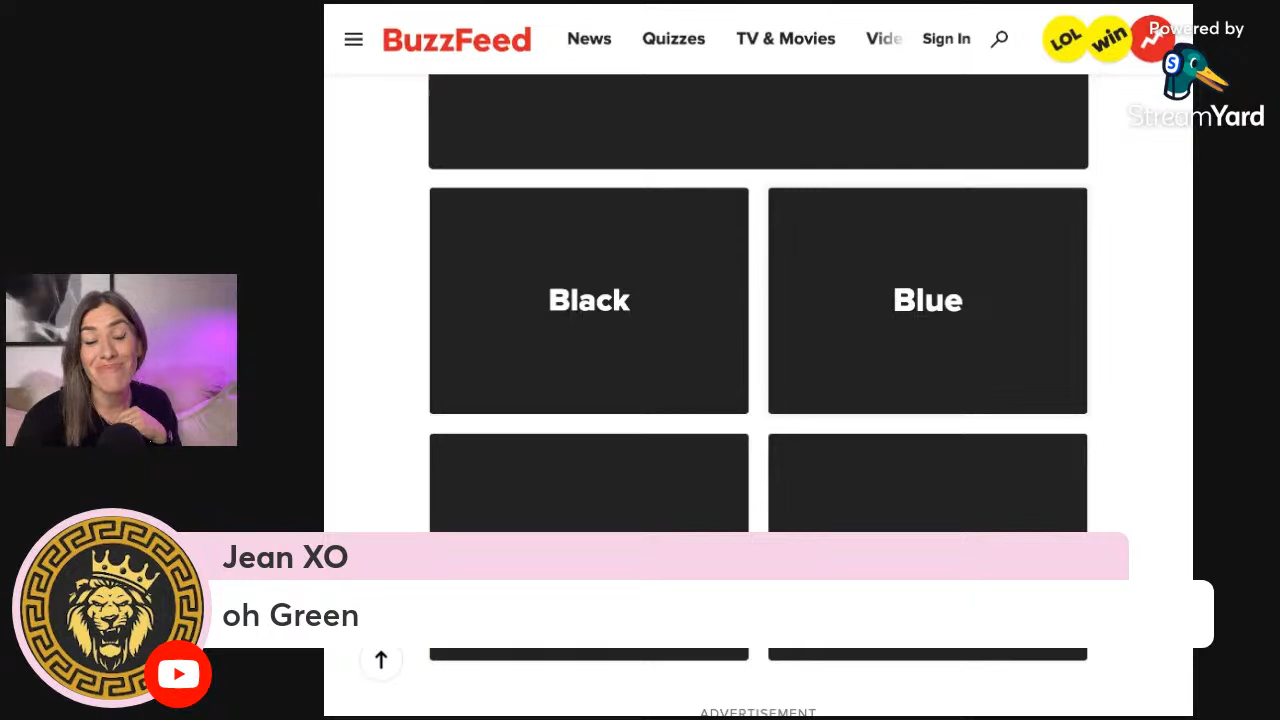 BuzzFeed News Quizzes TV & Movies Vide Sign In LOL win
Powered by
S
StreamYard
Black Blue
Jean XO
oh Green
ADVERTISEMENT